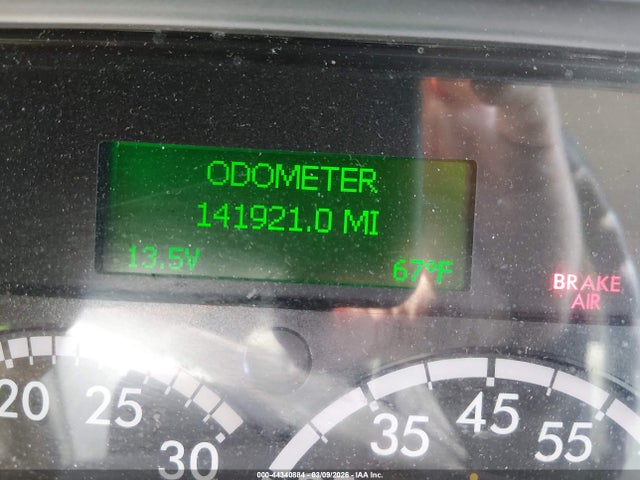 ODOMETER
141921.0 MI
13.5V 67°F
BRAKE
AIR
20 25 30
35 45 55
000-44340884 - 03/09/2026 - IAA Inc.